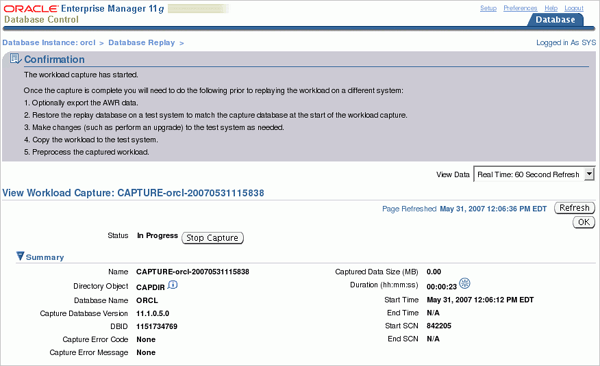 ORACLE Enterprise Manager 11g
Database Control
Setup Preferences Help Logout
Database
Database Instance: orcl > Database Replay >
Logged in As SYS
Confirmation
The workload capture has started.
Once the capture is complete you will need to do the following prior to replaying the workload on a different system:
1. Optionally export the AWR data.
2. Restore the replay database on a test system to match the capture database at the start of the workload capture.
3. Make changes (such as perform an upgrade) to the test system as needed.
4. Copy the workload to the test system.
5. Preprocess the captured workload.
View Data Real Time: 60 Second Refresh
View Workload Capture: CAPTURE-orcl-20070531115838
Page Refreshed May 31, 2007 12:06:36 PM EDT Refresh
OK
Status In Progress Stop Capture
Summary
Name CAPTURE-orcl-20070531115838
Directory Object CAPDIR
Database Name ORCL
Capture Database Version 11.1.0.5.0
DBID 1151734769
Capture Error Code None
Capture Error Message None
Captured Data Size (MB) 0.00
Duration (hh:mm:ss) 00:00:23
Start Time May 31, 2007 12:06:12 PM EDT
End Time N/A
Start SCN 842205
End SCN N/A